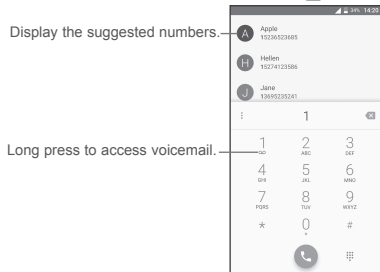 34% 14:20
Display the suggested numbers.
A Apple
15236523685
H Hellen
15274123586
J Jane
13695235241
1
Long press to access voicemail.
1 2 3
ABC DEF
4 5 6
GHI JKL MNO
7 8 9
PQRS TUV WXYZ
* 0 #
+